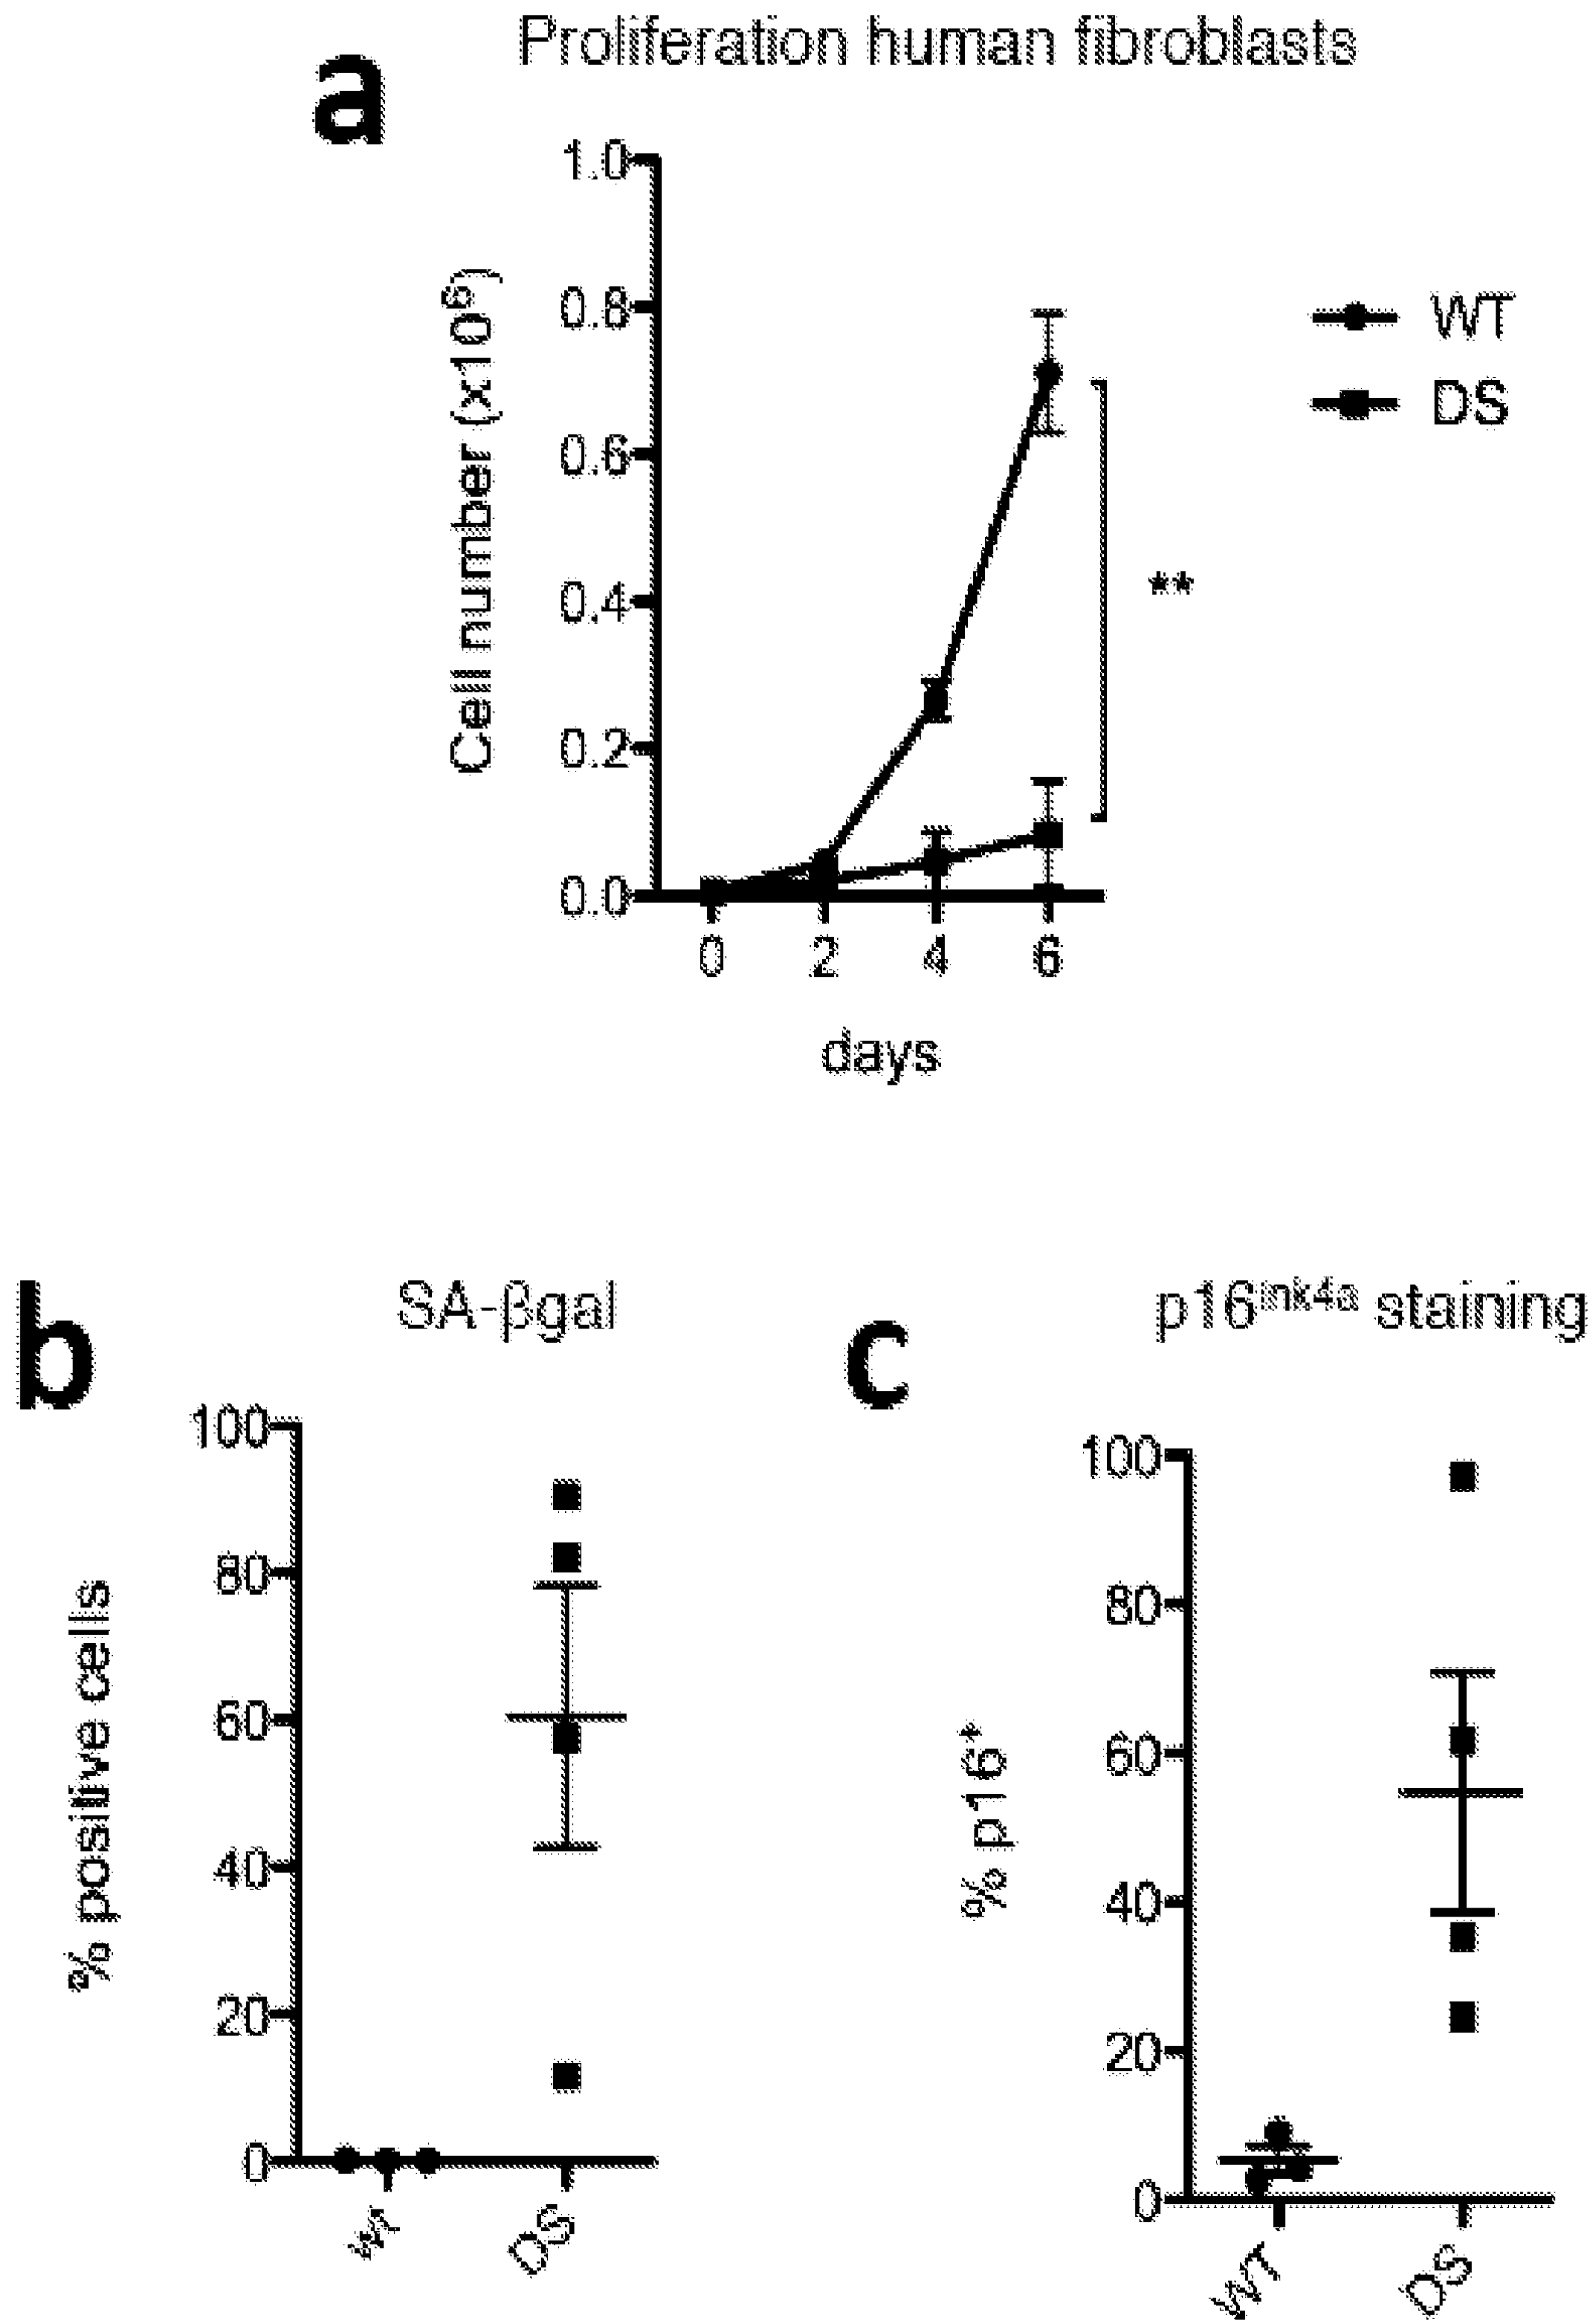 a
Proliferation human fibroblasts
1.0
0.8
0.6
0.4
0.2
0.0
Cell number (x10⁶)
WT
DS
**
0 2 4 6
days
b
SA-βgal
100
80
60
40
20
0
% positive cells
WT DS
c
p16ᴵⁿᵏ⁴ᵃ staining
100
80
60
40
20
0
% p16⁺
WT DS